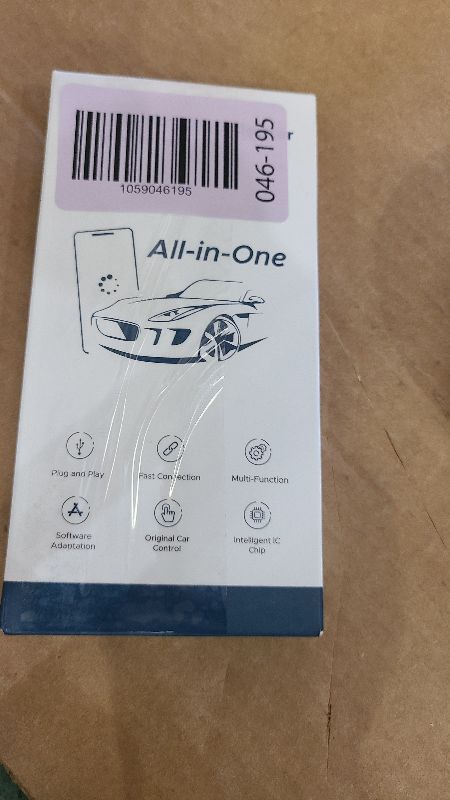 1059046195
046-195
r
All-in-One
Plug and Play
Fast Connection
Multi-Function
Software
Adaptation
Original Car
Control
Intelligent IC
Chip